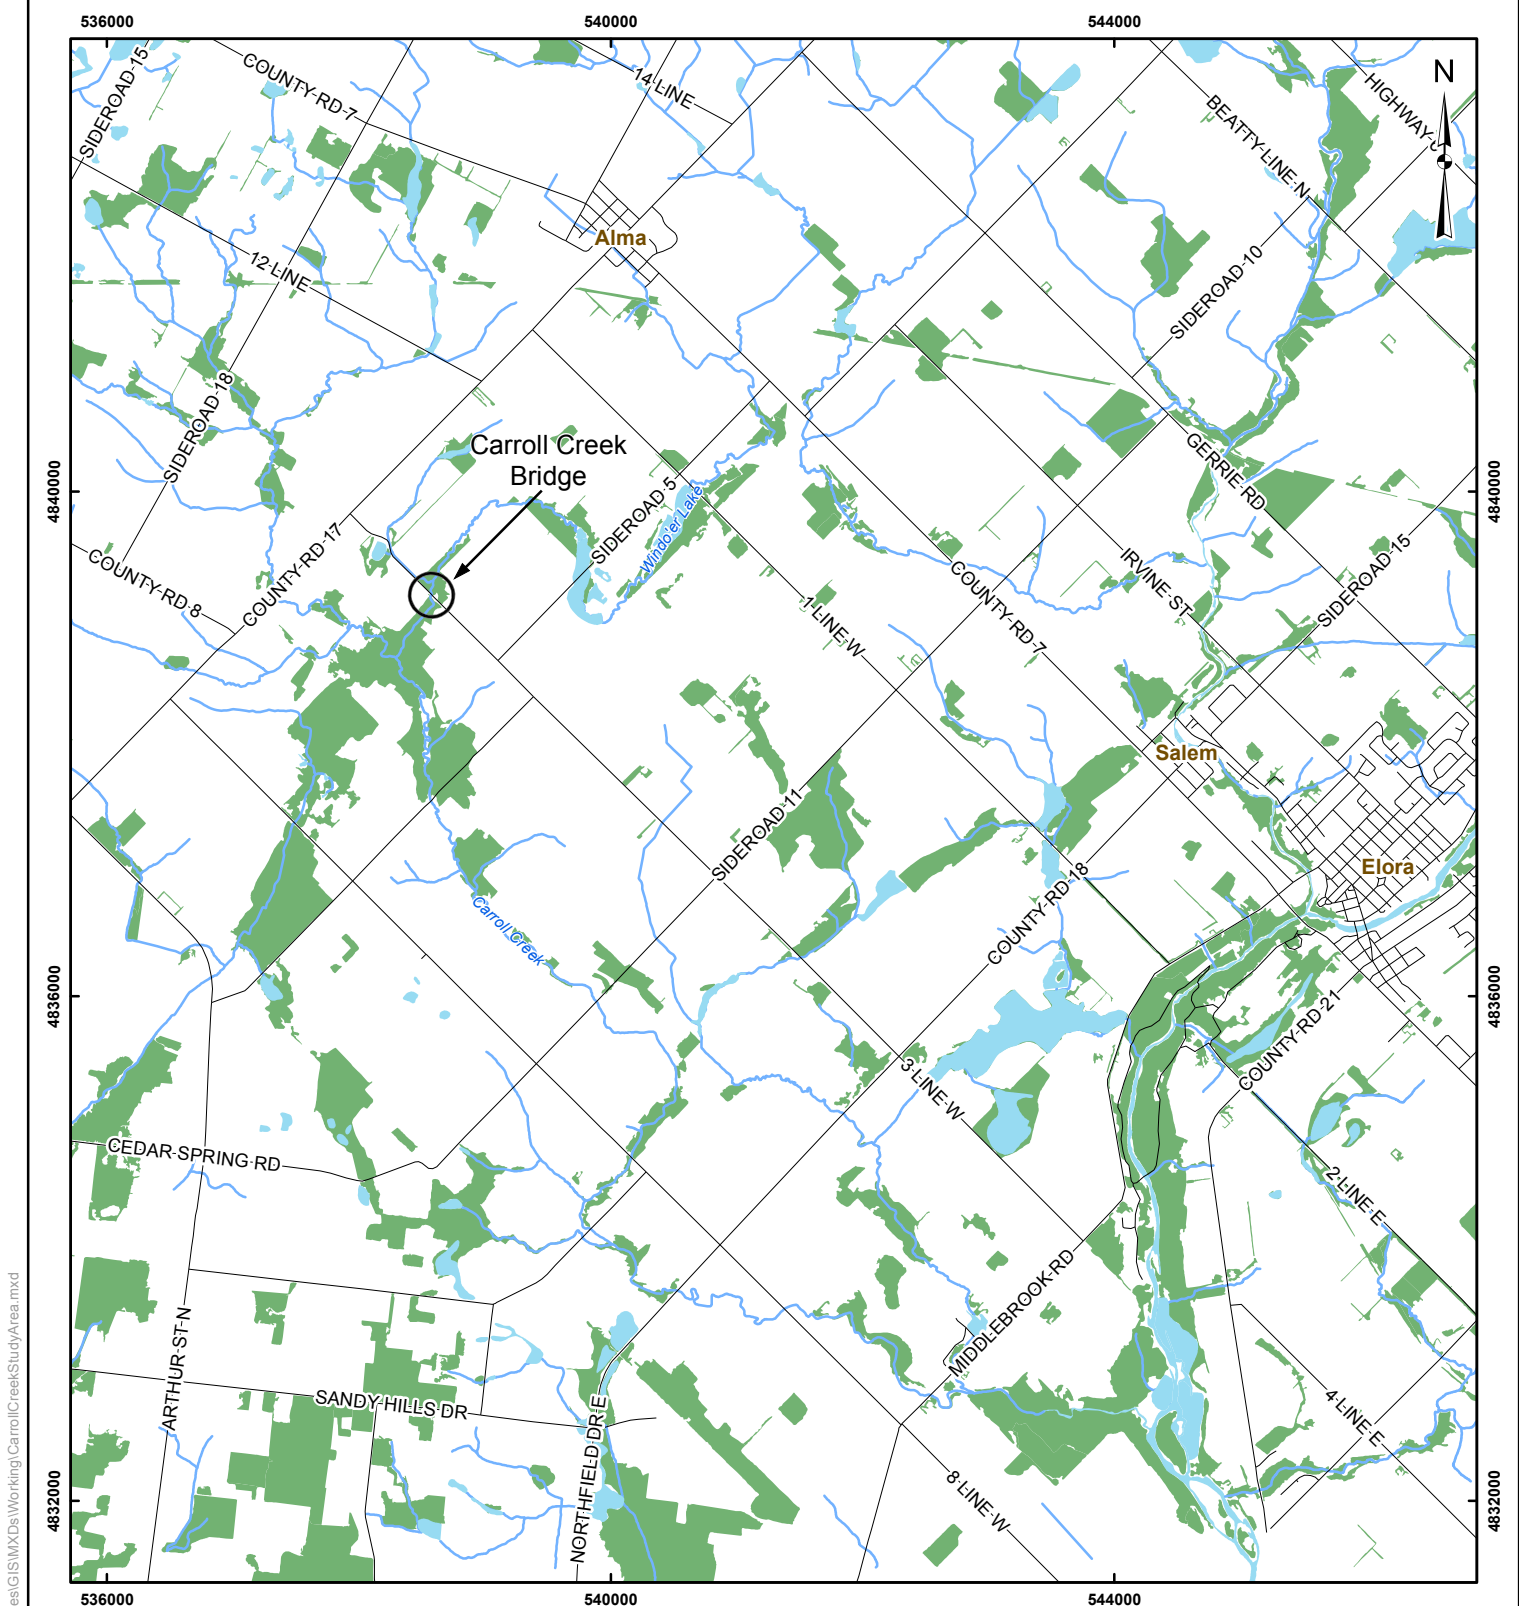 536000
540000
544000
SIDEROAD 15
COUNTY RD 7
14 LINE
BEATTY LINE N
N
12 LINE
Alma
SIDEROAD 10
SIDEROAD 18
Carroll Creek
Bridge
SIDEROAD 5
Windo'er Lake
GERRIE RD
4840000
4840000
COUNTY RD 17
COUNTY RD 8
1 LINE W
COUNTY RD 7
IRVINE ST
SIDEROAD 15
Salem
SIDEROAD 11
Elora
COUNTY RD 18
Carroll Creek
4836000
4836000
3 LINE W
COUNTY RD 21
CEDAR SPRING RD
2 LINE E
MIDDLEBROOK RD
ARTHUR ST N
SANDY HILLS DR
NORTHFIELD DR E
4 LINE E
8 LINE W
4832000
4832000
es\GIS\MXDs\Working\CarrollCreekStudyArea.mxd
536000
540000
544000